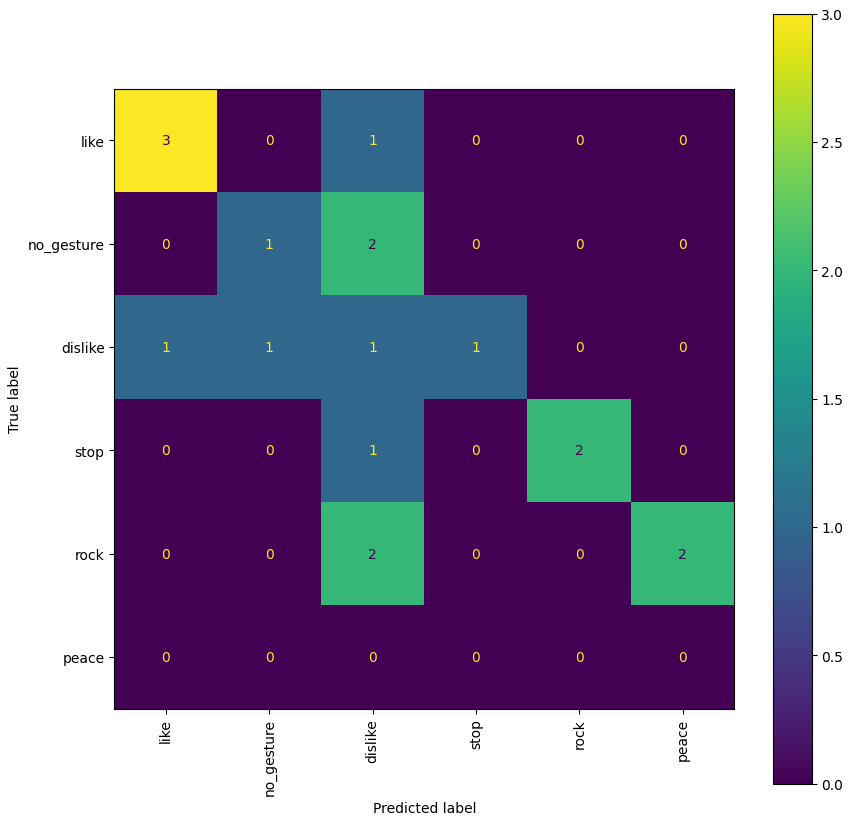 3.0
like 3 0 1 0 0 0
2.5
no_gesture 0 1 2 0 0 0
2.0
dislike 1 1 1 1 0 0
1.5
True label
stop 0 0 1 0 2 0
1.0
rock 0 0 2 0 0 2
0.5
peace 0 0 0 0 0 0
0.0
like no_gesture dislike stop rock peace
Predicted label